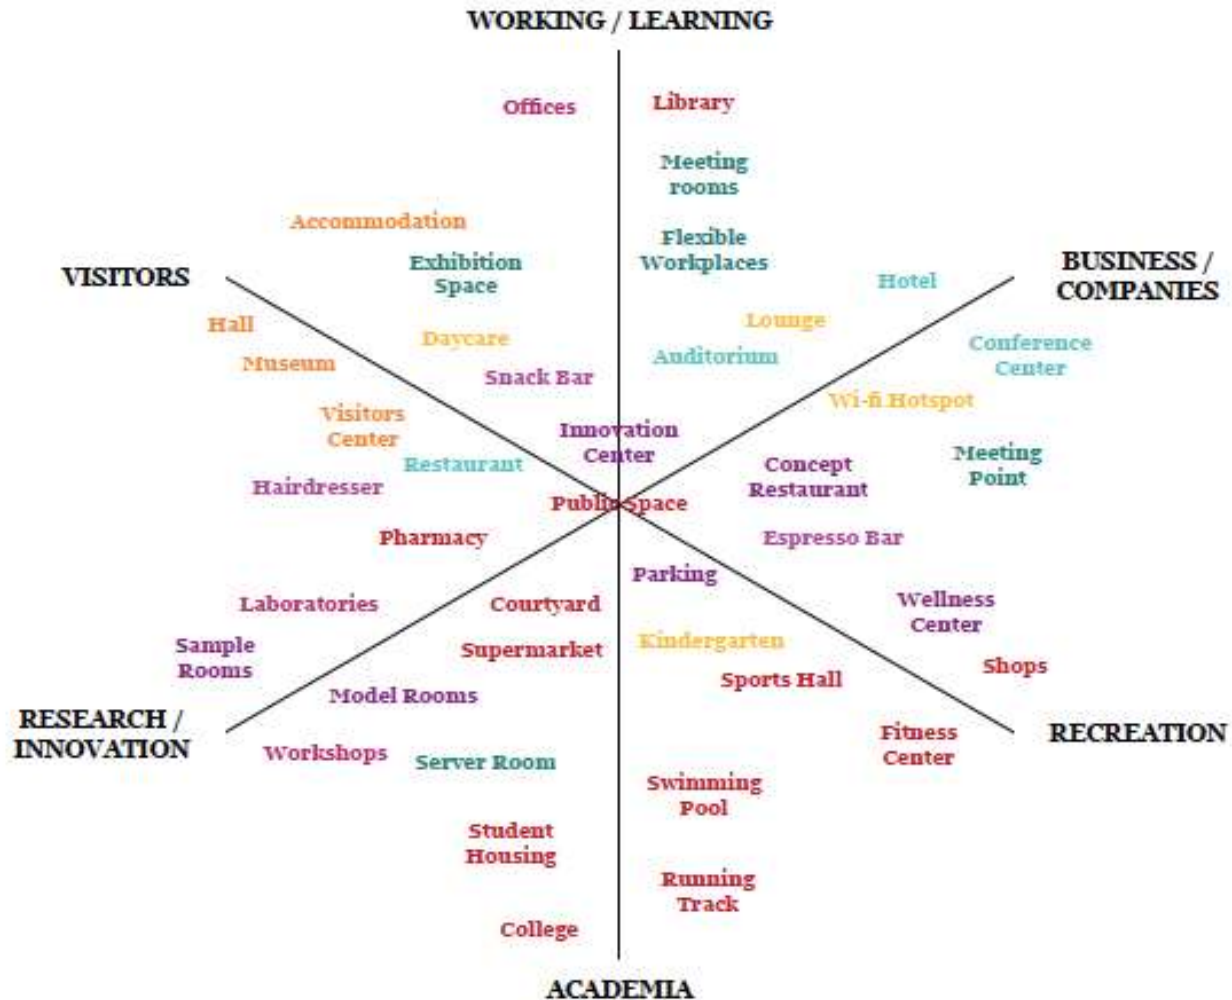 WORKING / LEARNING
Offices
Library
Meeting
rooms
Accommodation
Flexible
Workplaces
Exhibition
Space
VISITORS
BUSINESS /
COMPANIES
Hotel
Hall
Lounge
Daycare
Conference
Center
Museum
Auditorium
Snack Bar
Wi-fi Hotspot
Visitors
Center
Innovation
Center
Restaurant
Concept
Restaurant
Meeting
Point
Hairdresser
Public Space
Pharmacy
Espresso Bar
Parking
Laboratories
Courtyard
Wellness
Center
Sample
Rooms
Supermarket
Kindergarten
Shops
Sports Hall
Model Rooms
RESEARCH /
INNOVATION
RECREATION
Fitness
Center
Workshops
Server Room
Swimming
Pool
Student
Housing
Running
Track
College
ACADEMIA